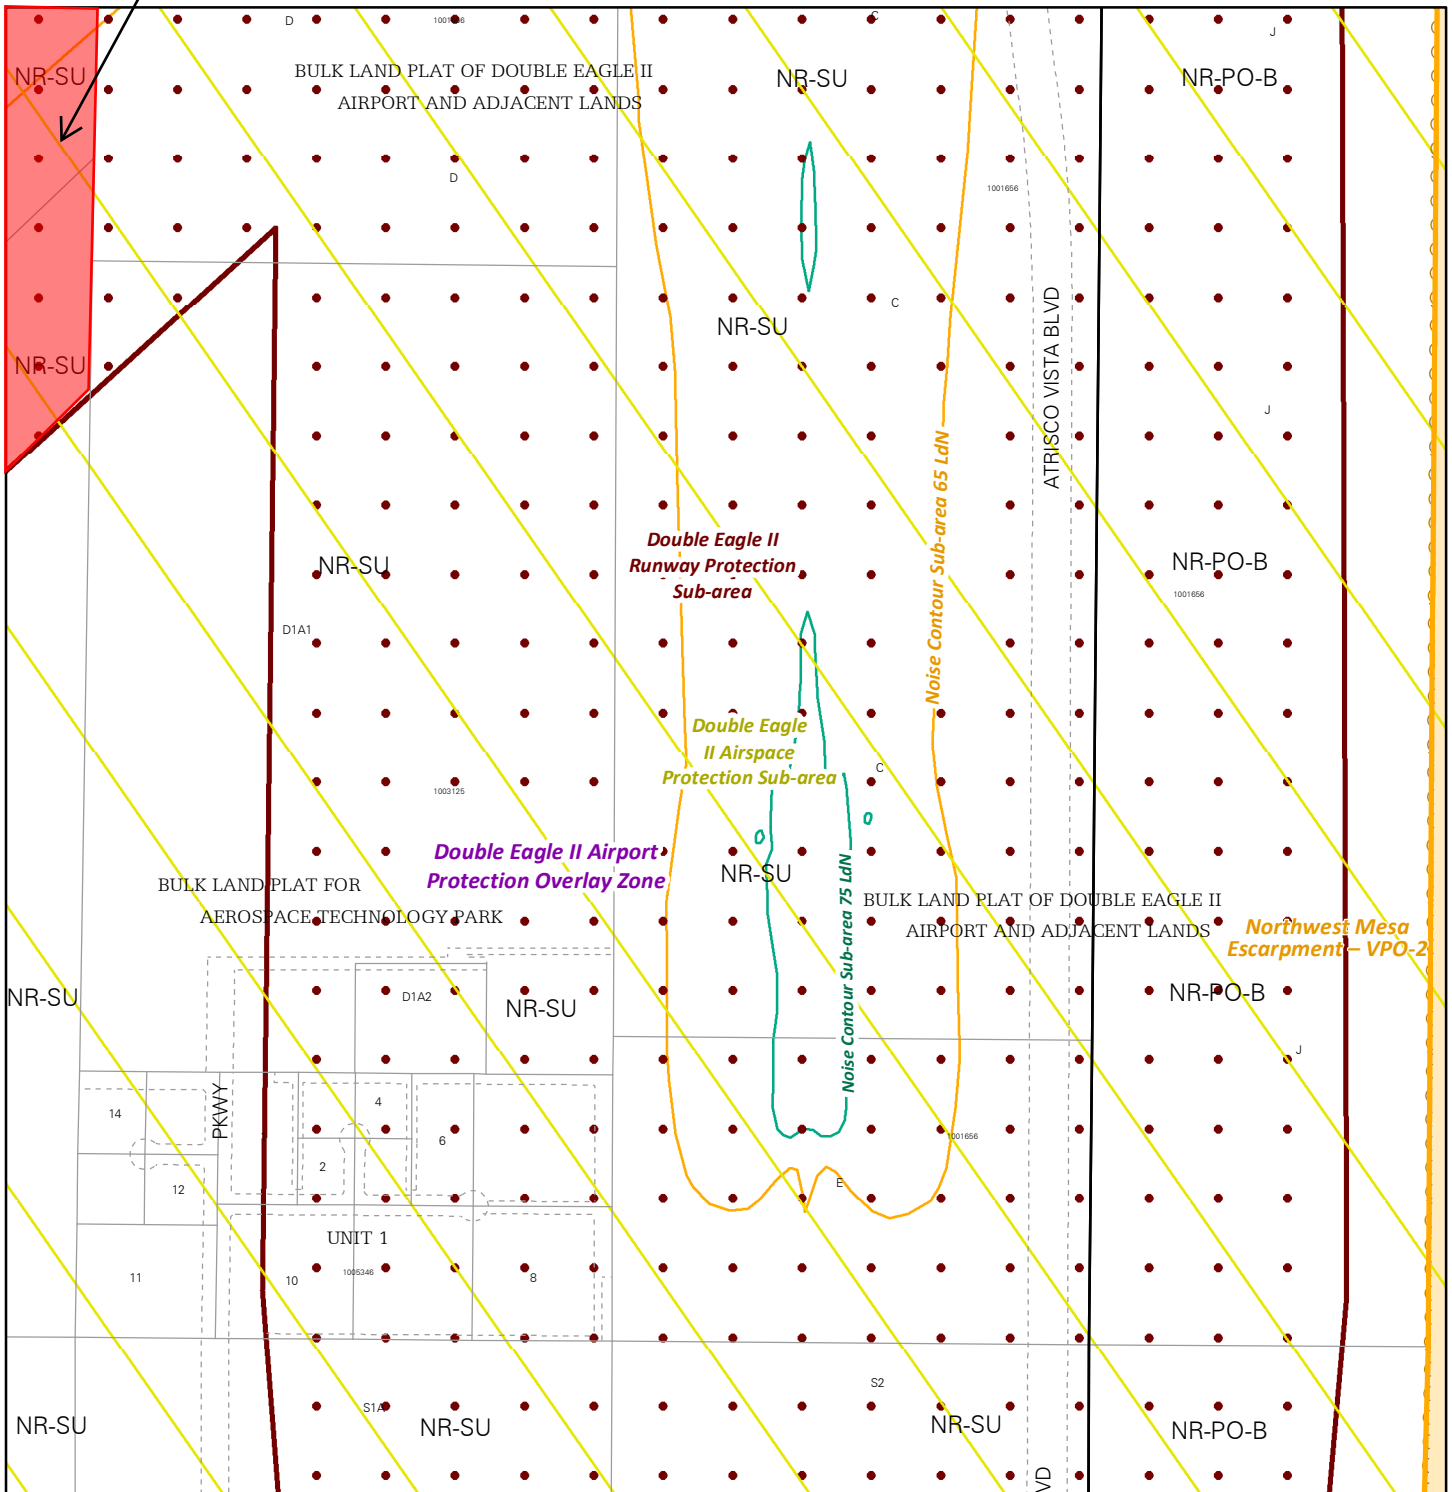 D
1001656
C
J
NR-SU
BULK LAND PLAT OF DOUBLE EAGLE II
AIRPORT AND ADJACENT LANDS
NR-SU
NR-PO-B
D
1001656
C
NR-SU
NR-SU
ATRISCO VISTA BLVD
J
Noise Contour Sub-area 65 LdN
Double Eagle II
Runway Protection
Sub-area
NR-SU
NR-PO-B
1001656
D1A1
Double Eagle
II Airspace
Protection Sub-area
C
1003125
Double Eagle II Airport
Protection Overlay Zone
NR-SU
Noise Contour Sub-area 75 LdN
BULK LAND PLAT FOR
AEROSPACE TECHNOLOGY PARK
BULK LAND PLAT OF DOUBLE EAGLE II
AIRPORT AND ADJACENT LANDS
Northwest Mesa
Escarpment – VPO-2
NR-SU
D1A2
NR-SU
NR-PO-B
J
14
PKWY
4
6
1001656
2
12
E
UNIT 1
11
10
1005346
8
S2
S1A
NR-SU
NR-SU
NR-SU
NR-PO-B
VD